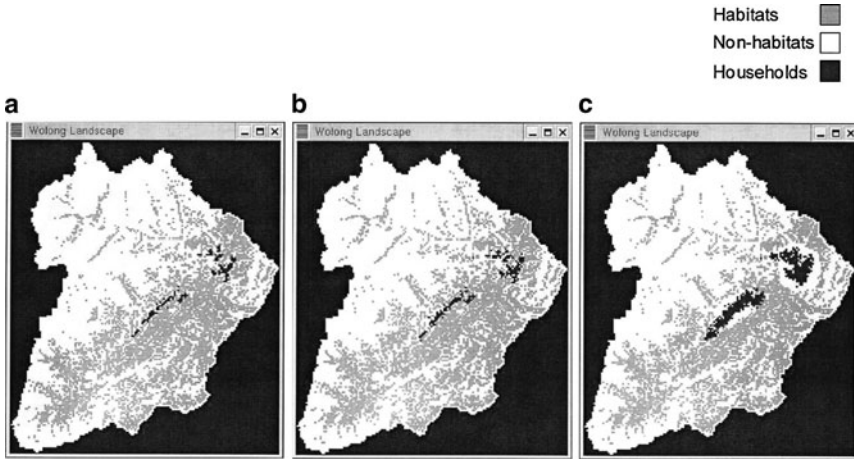 Habitats
Non-habitats
Households
a
b
c
Wolong Landscape
Wolong Landscape
Wolong Landscape